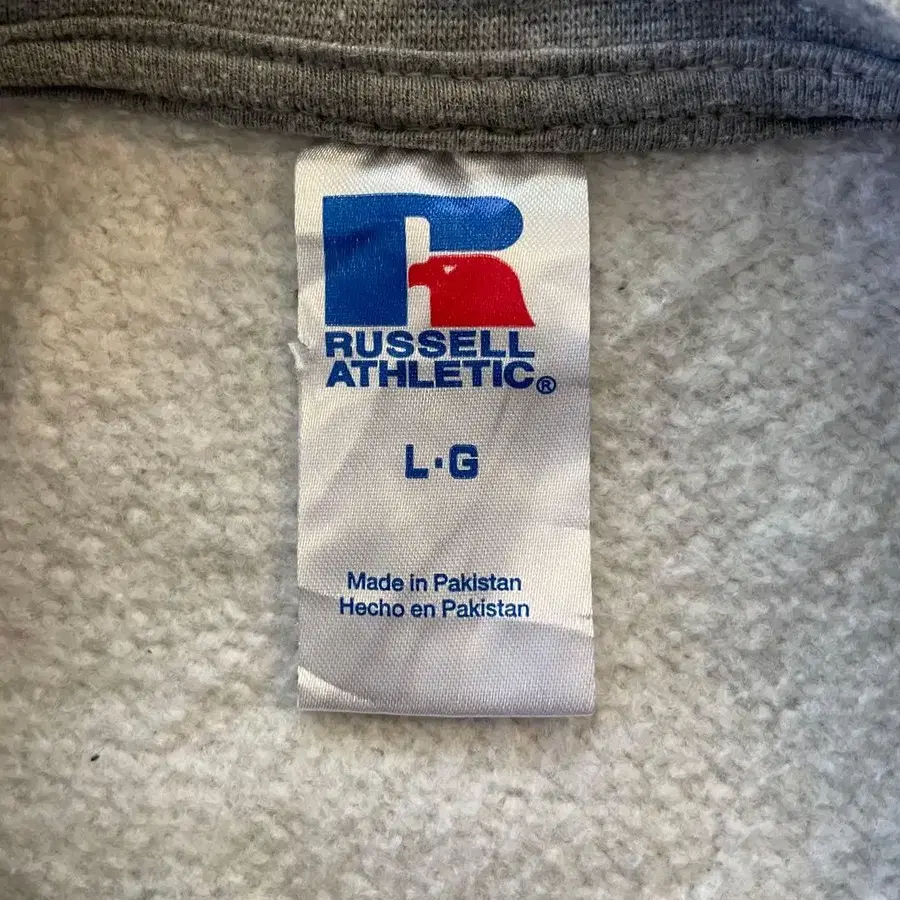 RUSSELL
ATHLETIC®
L·G
Made in Pakistan
Hecho en Pakistan